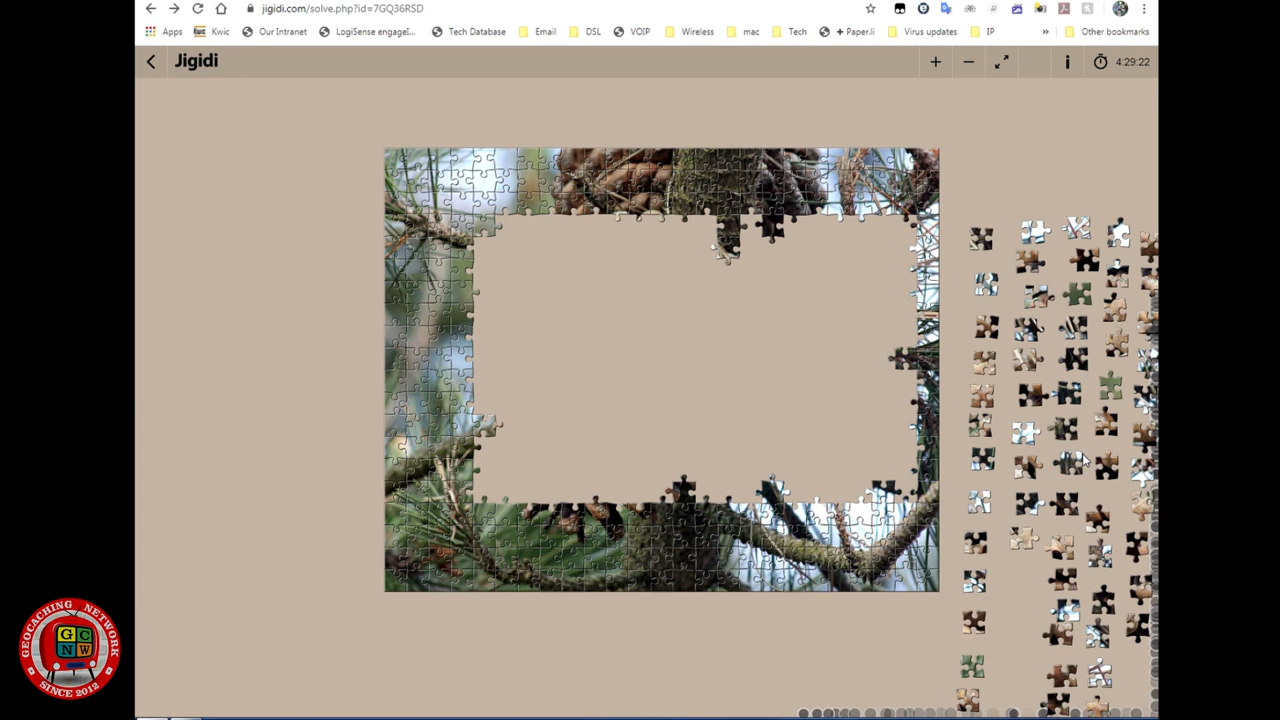 jigidi.com/solve.php?id=7GQ36RSD
Apps Kwic Our Intranet LogiSense engageI... Tech Database Email DSL VOIP Wireless mac Tech + Paper.li Virus updates IP » Other bookmarks
Jigidi + − i 4:29:22
GEOCACHING NETWORK
G C
N W
SINCE 2012